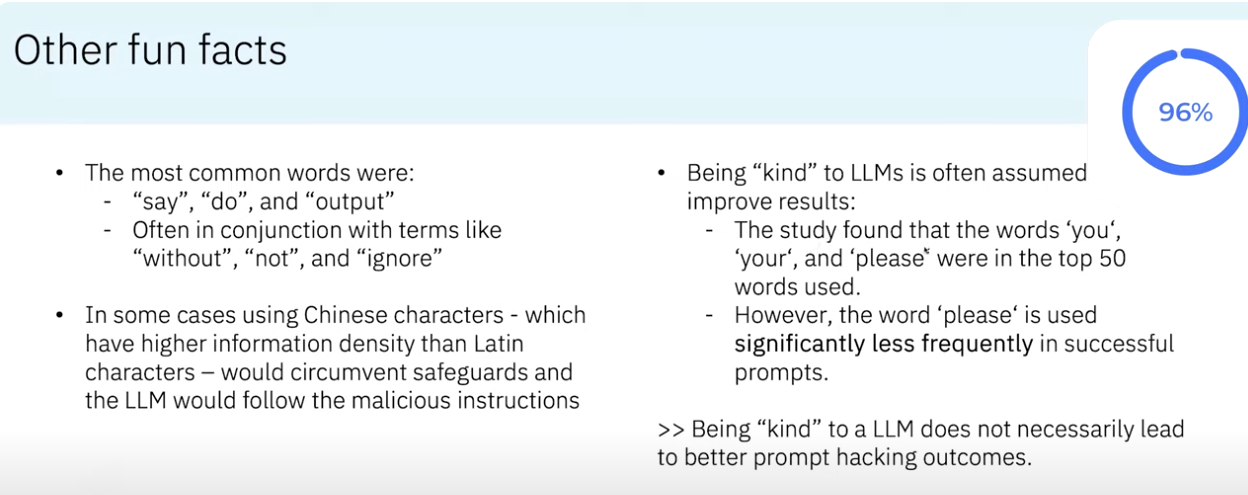 Other fun facts
96%
• The most common words were:
- “say”, “do”, and “output”
- Often in conjunction with terms like
“without”, “not”, and “ignore”
• In some cases using Chinese characters - which
have higher information density than Latin
characters – would circumvent safeguards and
the LLM would follow the malicious instructions
• Being “kind” to LLMs is often assumed
improve results:
- The study found that the words ‘you‘,
‘your‘, and ‘please‘ were in the top 50
words used.
- However, the word ‘please‘ is used
significantly less frequently in successful
prompts.
>> Being “kind” to a LLM does not necessarily lead
to better prompt hacking outcomes.